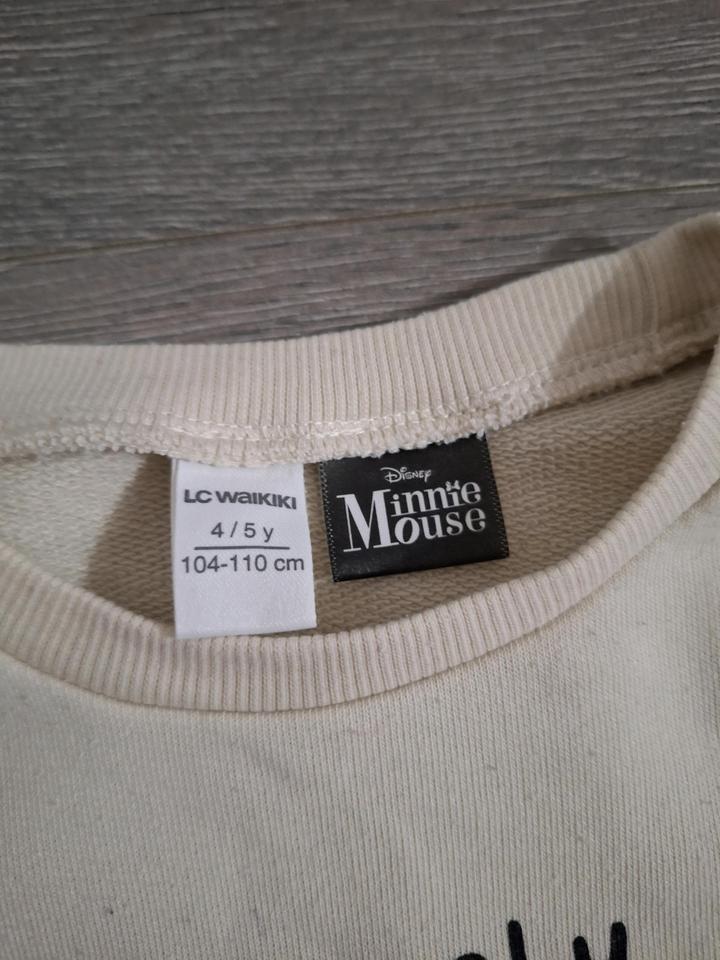 LC WAIKIKI
4 / 5 y
104-110 cm
Disney
Minnie
Mouse